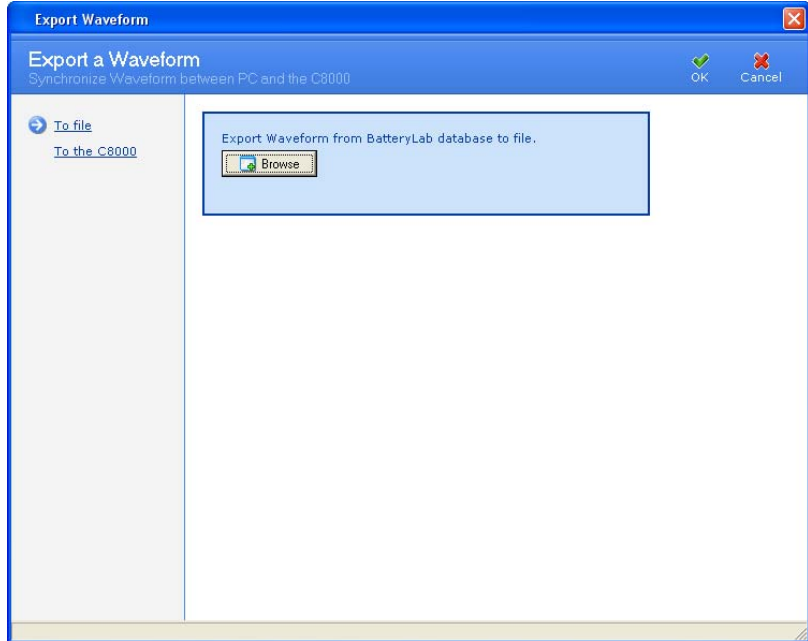 Export Waveform
Export a Waveform
Synchronize Waveform between PC and the C8000
OK
Cancel
To file
To the C8000
Export Waveform from BatteryLab database to file.
Browse